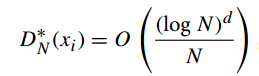 D*_N(x_i) = O ( (log N)^d / N )